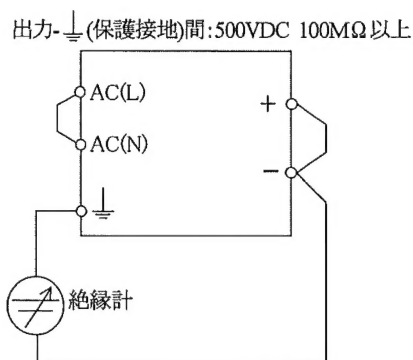 出力-⏚(保護接地)間:500VDC 100MΩ以上
AC(L)
+
AC(N)
−
絶縁計